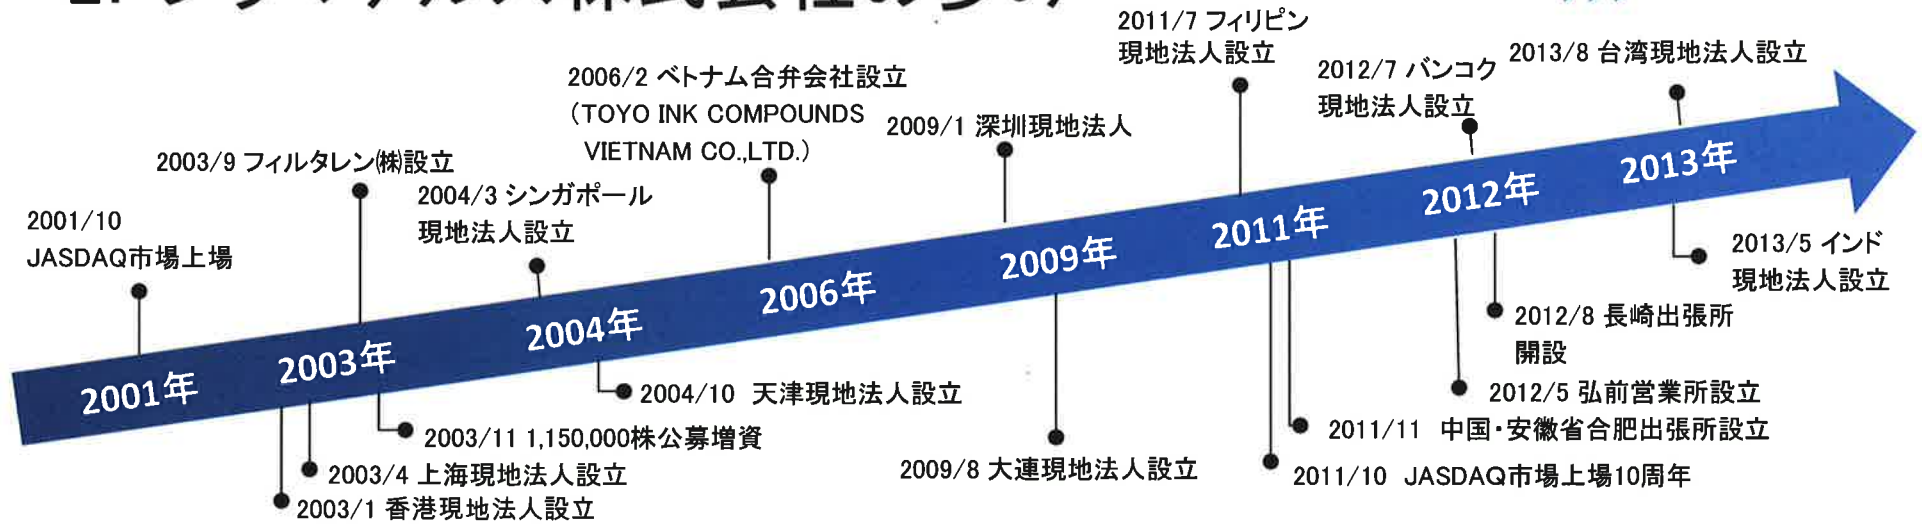 2001/10
JASDAQ市場上場
2003/9 フィルタレン㈱設立
2004/3 シンガポール
現地法人設立
2006/2 ベトナム合弁会社設立
（TOYO INK COMPOUNDS
VIETNAM CO.,LTD.）
2009/1 深圳現地法人
2011/7 フィリピン
現地法人設立
2012/7 バンコク
現地法人設立
2013/8 台湾現地法人設立
2001年
2003年
2004年
2006年
2009年
2011年
2012年
2013年
2003/1 香港現地法人設立
2003/4 上海現地法人設立
2003/11 1,150,000株公募増資
2004/10 天津現地法人設立
2009/8 大連現地法人設立
2011/10 JASDAQ市場上場10周年
2011/11 中国・安徽省合肥出張所設立
2012/5 弘前営業所設立
2012/8 長崎出張所
開設
2013/5 インド
現地法人設立